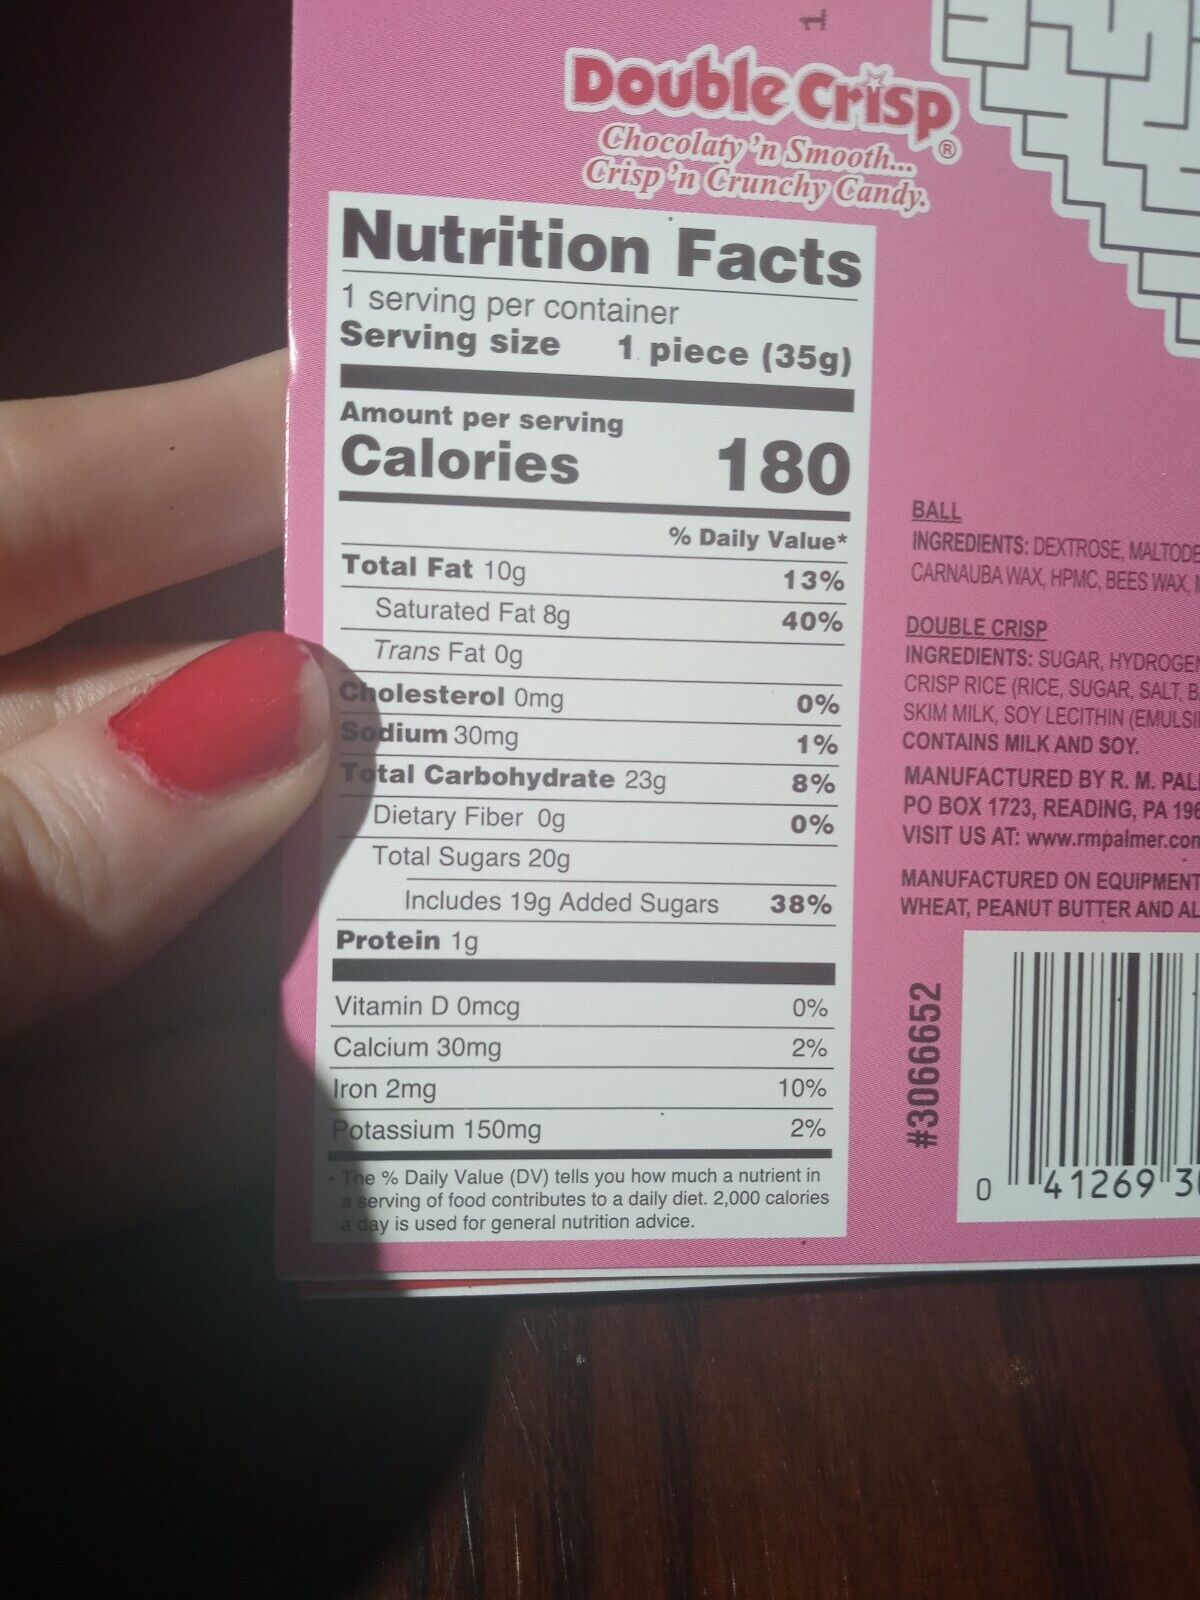 1
Double Crisp®
Chocolaty 'n Smooth...
Crisp 'n Crunchy Candy.
Nutrition Facts
1 serving per container
Serving size 1 piece (35g)
Amount per serving
Calories 180
% Daily Value*
Total Fat 10g 13%
Saturated Fat 8g 40%
Trans Fat 0g
Cholesterol 0mg 0%
Sodium 30mg 1%
Total Carbohydrate 23g 8%
Dietary Fiber 0g 0%
Total Sugars 20g
Includes 19g Added Sugars 38%
Protein 1g
Vitamin D 0mcg 0%
Calcium 30mg 2%
Iron 2mg 10%
Potassium 150mg 2%
* The % Daily Value (DV) tells you how much a nutrient in
a serving of food contributes to a daily diet. 2,000 calories
a day is used for general nutrition advice.
BALL
INGREDIENTS: DEXTROSE, MALTODE
CARNAUBA WAX, HPMC, BEES WAX,
DOUBLE CRISP
INGREDIENTS: SUGAR, HYDROGEN
CRISP RICE (RICE, SUGAR, SALT, B
SKIM MILK, SOY LECITHIN (EMULSI
CONTAINS MILK AND SOY.
MANUFACTURED BY R. M. PAL
PO BOX 1723, READING, PA 196
VISIT US AT: www.rmpalmer.com
MANUFACTURED ON EQUIPMENT
WHEAT, PEANUT BUTTER AND AL
#3066652
0 41269 30